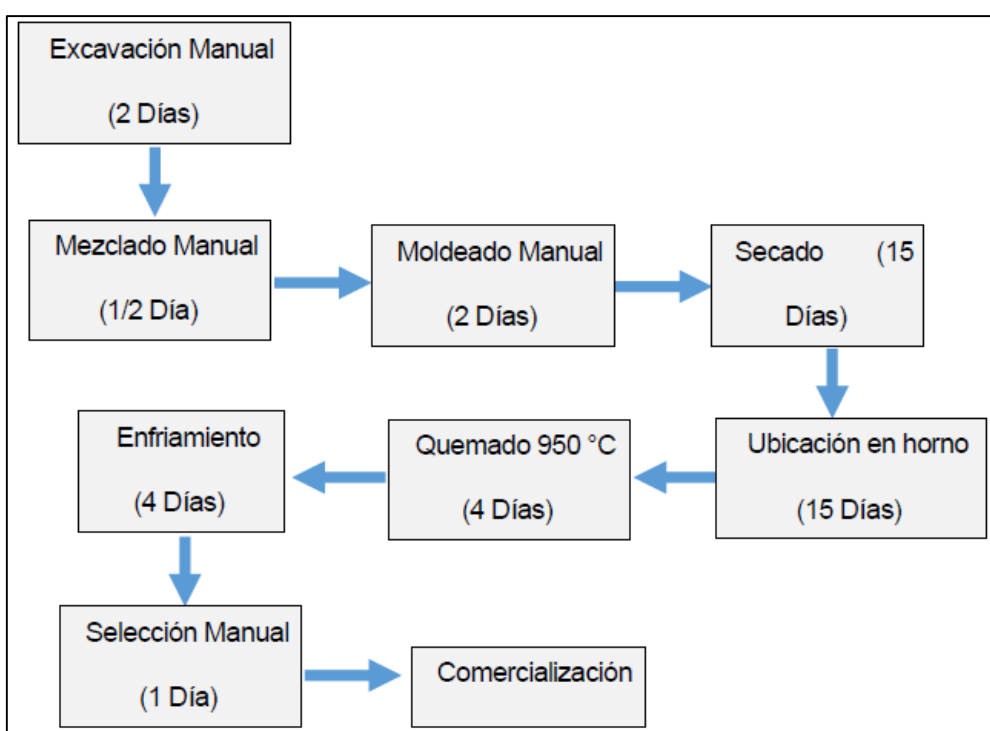 Excavación Manual
(2 Días)
Mezclado Manual
(1/2 Día)
Moldeado Manual
(2 Días)
Secado (15
Días)
Ubicación en horno
(15 Días)
Quemado 950 °C
(4 Días)
Enfriamiento
(4 Días)
Selección Manual
(1 Día)
Comercialización